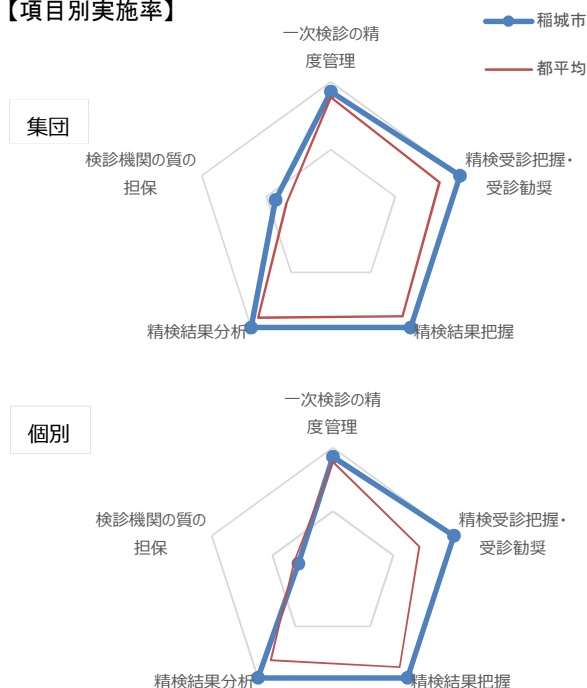 【項目別実施率】
稲城市
都平均
集団
一次検診の精
度管理
精検受診把握・
受診勧奨
精検結果把握
精検結果分析
検診機関の質の
担保
個別
一次検診の精
度管理
精検受診把握・
受診勧奨
精検結果把握
精検結果分析
検診機関の質の
担保